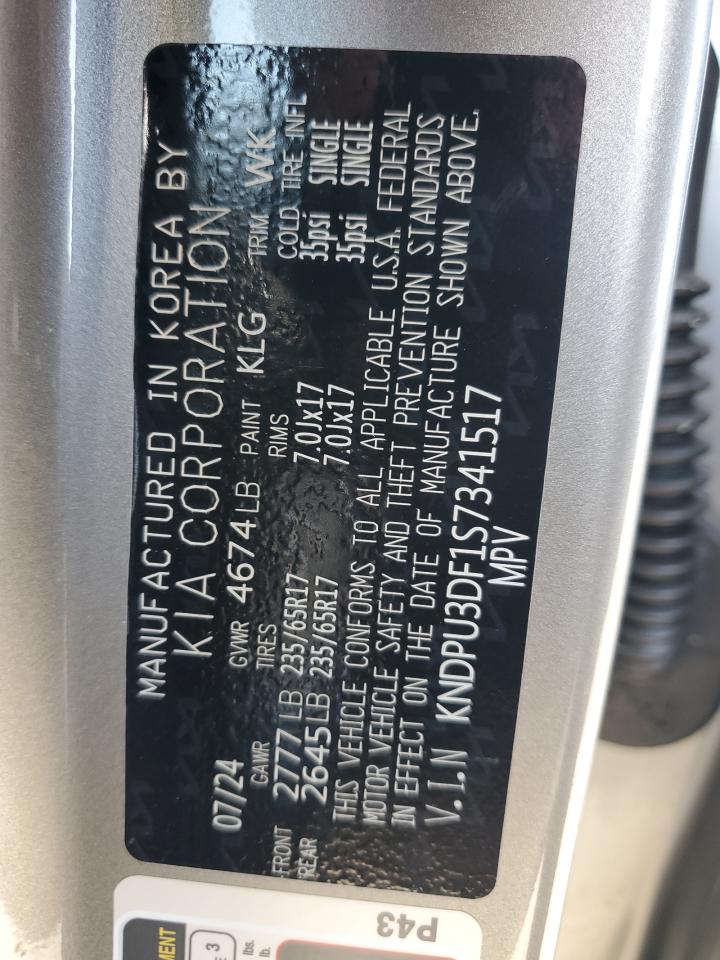 MANUFACTURED IN KOREA BY
KIA CORPORATION
07/24 GVWR 4674LB PAINT KLG TRIM WK
GAWR TIRES RIMS COLD TIRE INFL
FRONT 2777LB 235/65R17 7.0Jx17 35psi SINGLE
REAR 2645LB 235/65R17 7.0Jx17 35psi SINGLE
THIS VEHICLE CONFORMS TO ALL APPLICABLE U.S.A. FEDERAL
MOTOR VEHICLE SAFETY AND THEFT PREVENTION STANDARDS
IN EFFECT ON THE DATE OF MANUFACTURE SHOWN ABOVE.
V.I.N KNDPU3DF1S7341517
MPV
P43
3
lbs.
lb.